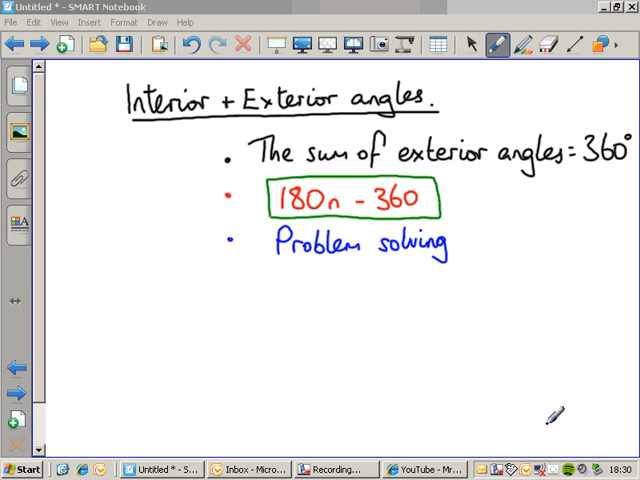 Untitled * - SMART Notebook
File Edit View Insert Format Draw Help
Interior + Exterior angles.
• The sum of exterior angles = 360°
• 180n - 360
• Problem solving
Start
Untitled * - S...
Inbox - Micro...
Recording...
YouTube - Mr...
18:30